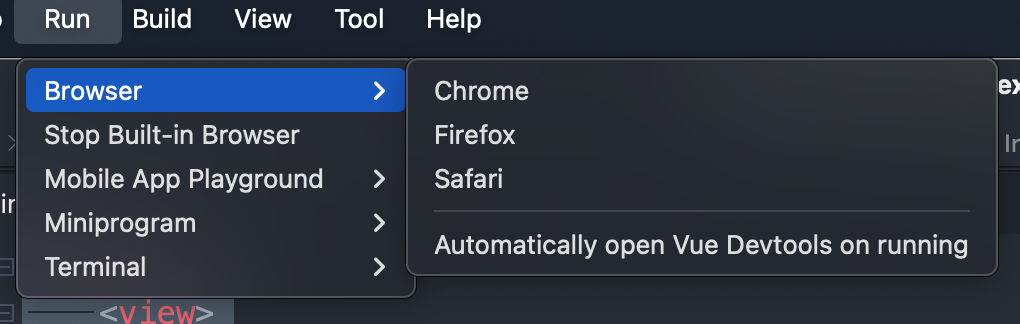 Run Build View Tool Help
Browser
Stop Built-in Browser
Mobile App Playground
Miniprogram
Terminal
Chrome
Firefox
Safari
Automatically open Vue Devtools on running
<view>